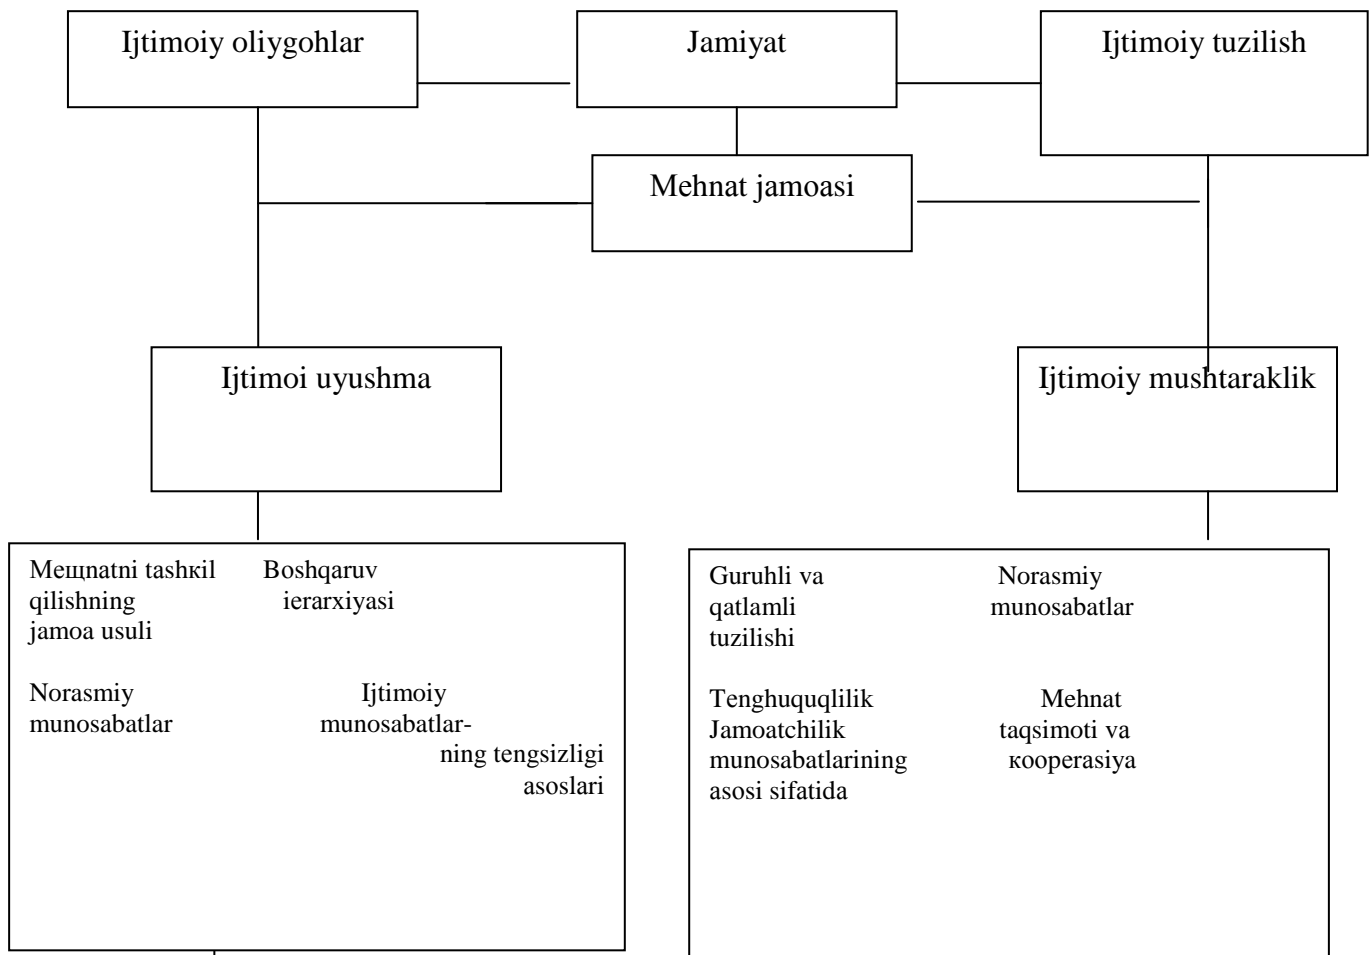 Ijtimoiy oliygohlar
Jamiyat
Ijtimoiy tuzilish
Mehnat jamoasi
Ijtimoi uyushma
Ijtimoiy mushtaraklik
Meщnatni tashкil
qilishning
jamoa usuli
Boshqaruv
ierarxiyasi
Norasmiy
munosabatlar
Ijtimoiy
munosabatlar-
ning tengsizligi
asoslari
Guruhli va
qatlamli
tuzilishi
Norasmiy
munosabatlar
Tenghuquqlilik
Jamoatchilik
munosabatlarining
asosi sifatida
Mehnat
taqsimoti va
кooperasiya